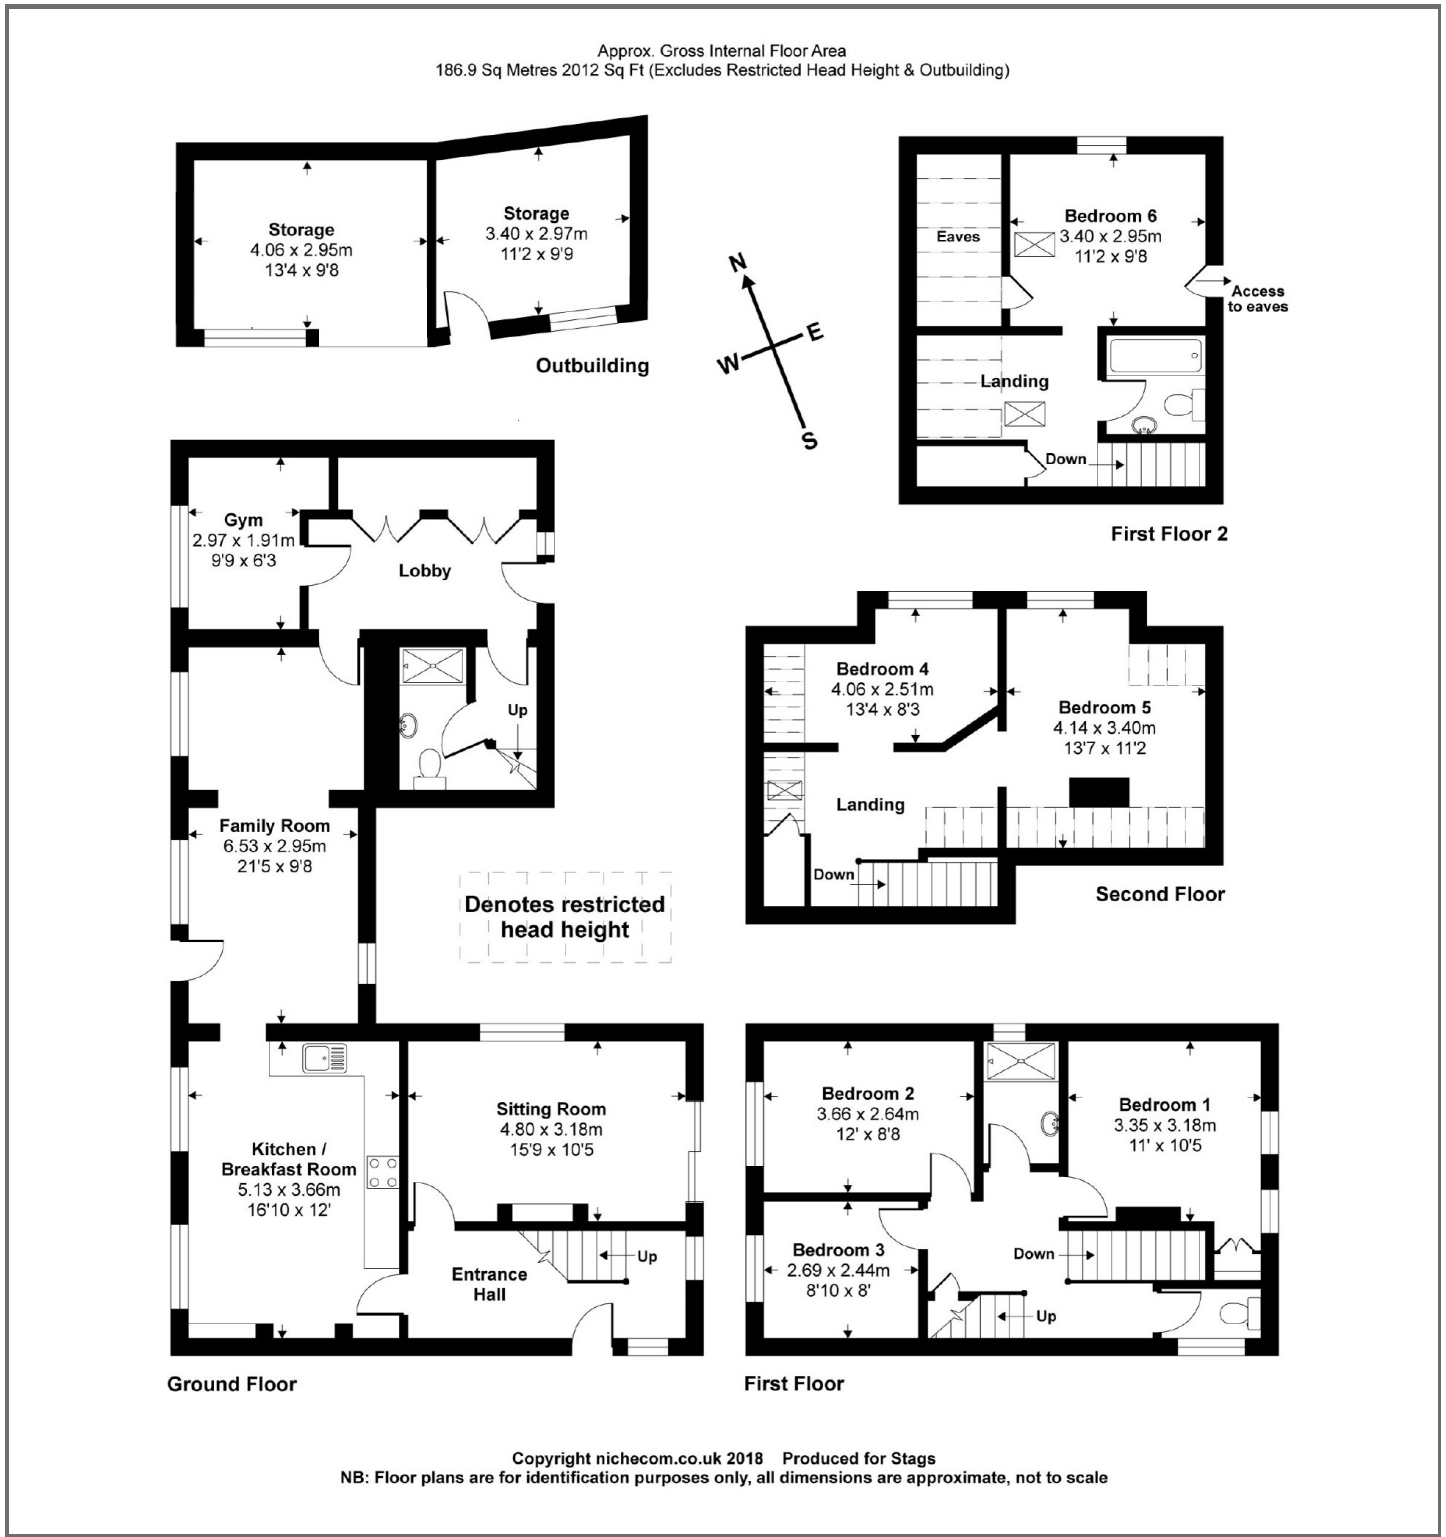 Approx. Gross Internal Floor Area
186.9 Sq Metres 2012 Sq Ft (Excludes Restricted Head Height & Outbuilding)
Storage
4.06 x 2.95m
13'4 x 9'8
Storage
3.40 x 2.97m
11'2 x 9'9
Outbuilding
N
E
W
S
Eaves
Bedroom 6
3.40 x 2.95m
11'2 x 9'8
Access
to eaves
Landing
Down
First Floor 2
Gym
2.97 x 1.91m
9'9 x 6'3
Lobby
Up
Family Room
6.53 x 2.95m
21'5 x 9'8
Denotes restricted
head height
Bedroom 4
4.06 x 2.51m
13'4 x 8'3
Bedroom 5
4.14 x 3.40m
13'7 x 11'2
Landing
Down
Second Floor
Kitchen /
Breakfast Room
5.13 x 3.66m
16'10 x 12'
Sitting Room
4.80 x 3.18m
15'9 x 10'5
Entrance
Hall
Up
Ground Floor
Bedroom 2
3.66 x 2.64m
12' x 8'8
Bedroom 1
3.35 x 3.18m
11' x 10'5
Bedroom 3
2.69 x 2.44m
8'10 x 8'
Down
Up
First Floor
Copyright nichecom.co.uk 2018 Produced for Stags
NB: Floor plans are for identification purposes only, all dimensions are approximate, not to scale